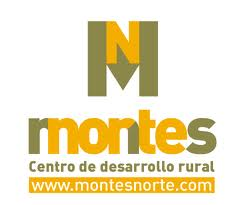 NM
montes
Centro de desarrollo rural
www.montesnorte.com